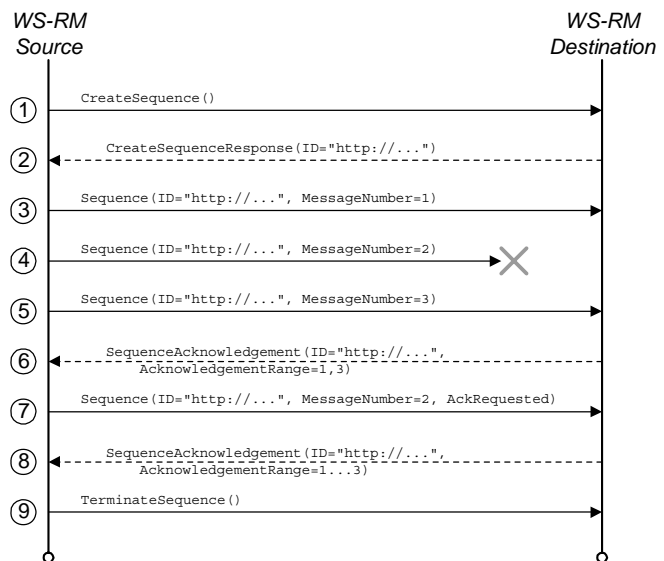 WS-RM
Source
WS-RM
Destination
1
CreateSequence()
2
CreateSequenceResponse(ID="http://...")
3
Sequence(ID="http://...", MessageNumber=1)
4
Sequence(ID="http://...", MessageNumber=2)
5
Sequence(ID="http://...", MessageNumber=3)
6
SequenceAcknowledgement(ID="http://...",
AcknowledgementRange=1,3)
7
Sequence(ID="http://...", MessageNumber=2, AckRequested)
8
SequenceAcknowledgement(ID="http://...",
AcknowledgementRange=1...3)
9
TerminateSequence()